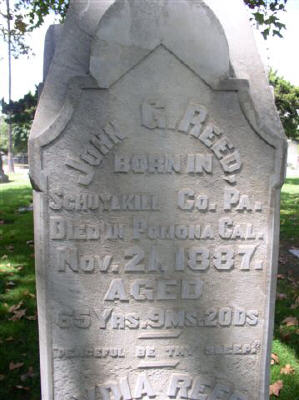 JOHN G. REED,
BORN IN
SCHUYLKILL CO. PA.
DIED IN POMONA CAL.
NOV. 21, 1887.
AGED
65 YRS. 9 MS. 20 DS.
PEACEFUL BE THY SLEEP.
LYDIA REED